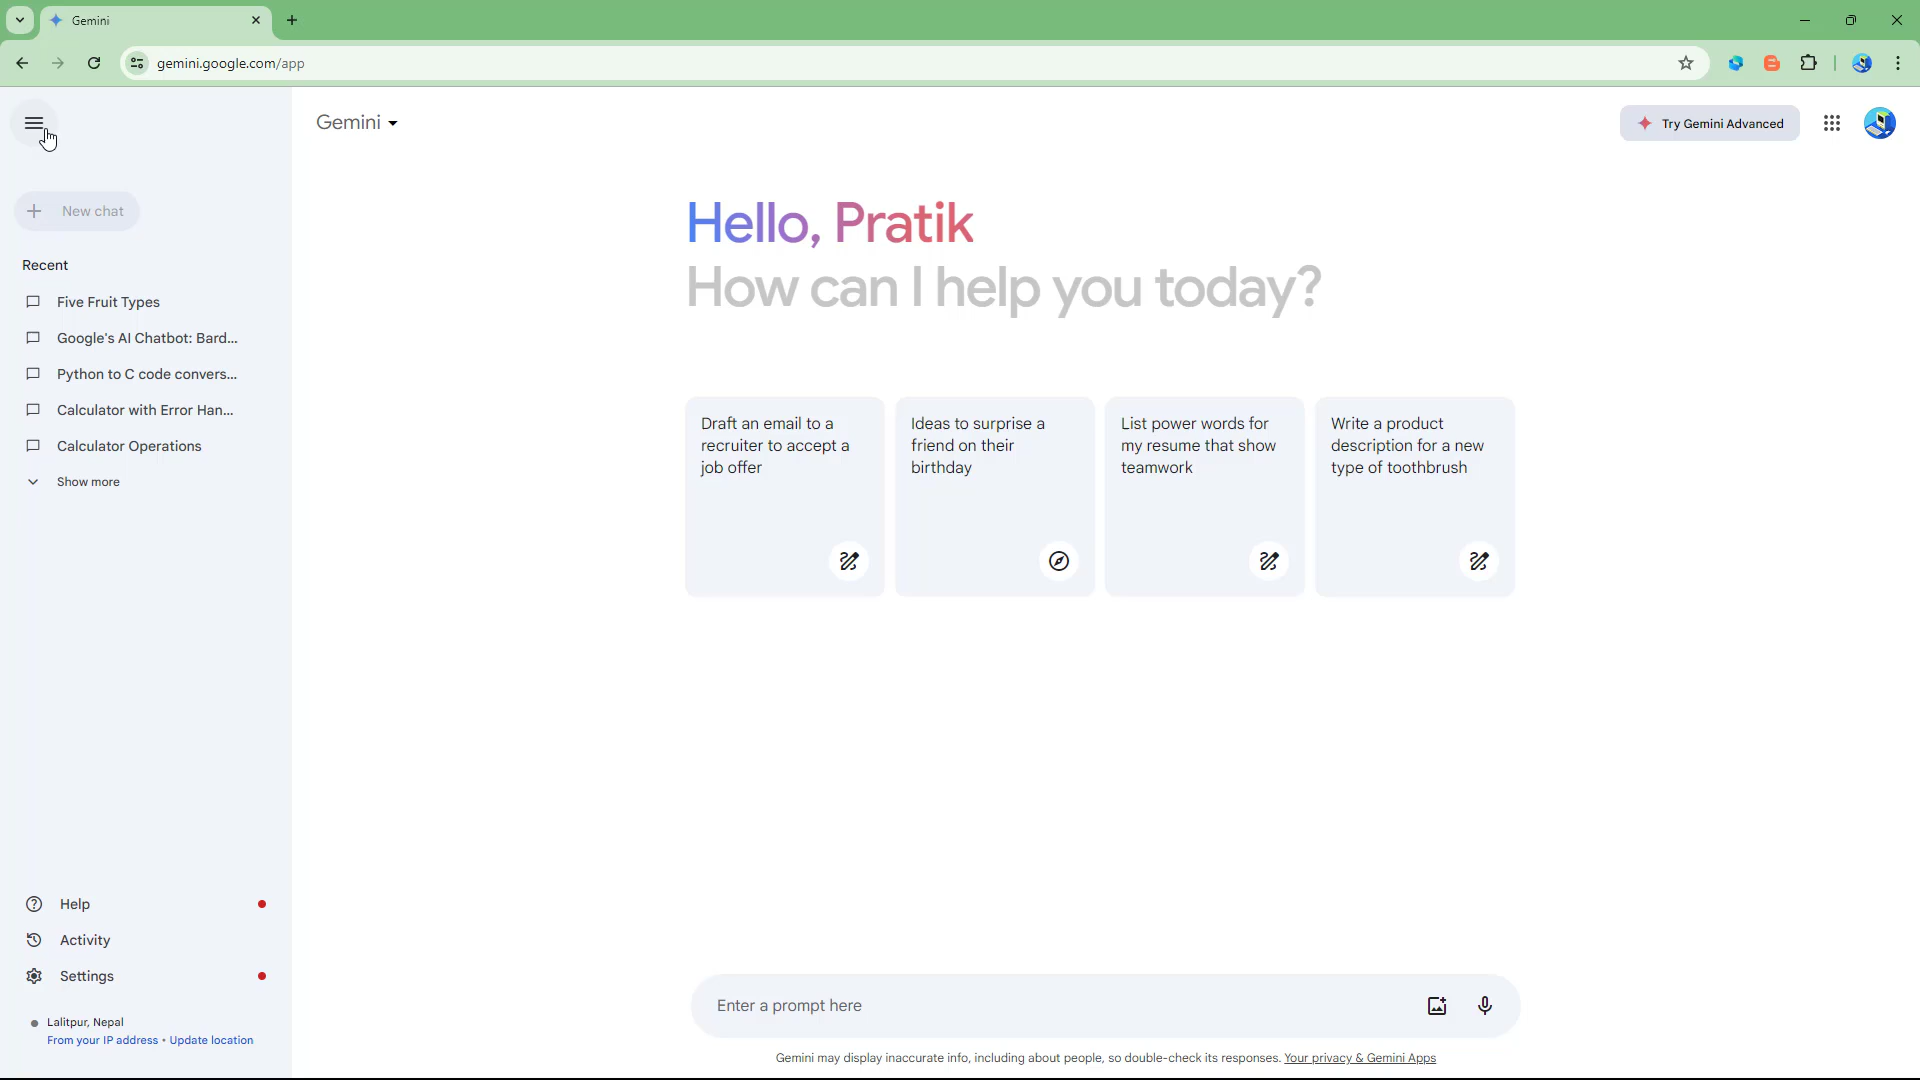 Gemini
gemini.google.com/app
Gemini
Try Gemini Advanced
New chat
Recent
Five Fruit Types
Google's AI Chatbot: Bard...
Python to C code convers...
Calculator with Error Han...
Calculator Operations
Show more
Hello, Pratik
How can I help you today?
Draft an email to a
recruiter to accept a
job offer
Ideas to surprise a
friend on their
birthday
List power words for
my resume that show
teamwork
Write a product
description for a new
type of toothbrush
Help
Activity
Settings
Lalitpur, Nepal
From your IP address • Update location
Enter a prompt here
Gemini may display inaccurate info, including about people, so double-check its responses. Your privacy & Gemini Apps